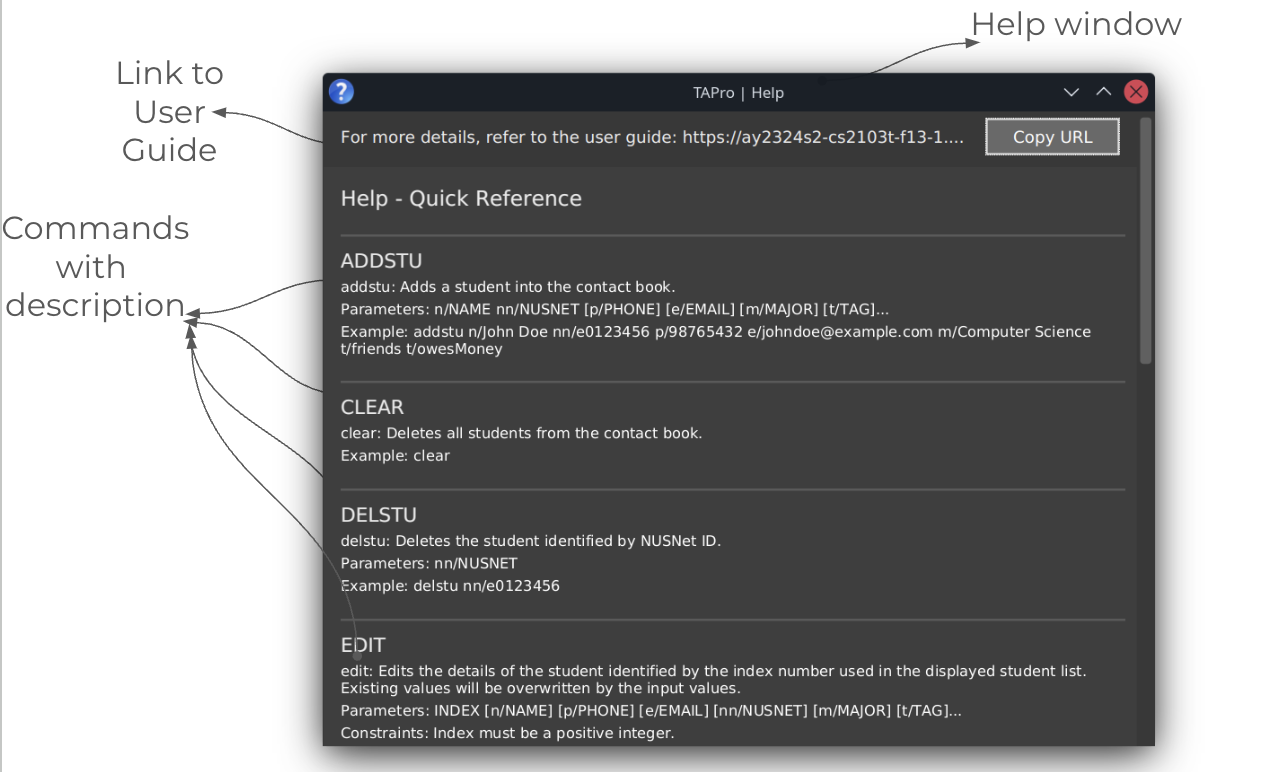 Help window
Link to
User
Guide
Commands
with
description
TAPro | Help
For more details, refer to the user guide: https://ay2324s2-cs2103t-f13-1....
Copy URL
Help - Quick Reference
ADDSTU
addstu: Adds a student into the contact book.
Parameters: n/NAME nn/NUSNET [p/PHONE] [e/EMAIL] [m/MAJOR] [t/TAG]...
Example: addstu n/John Doe nn/e0123456 p/98765432 e/johndoe@example.com m/Computer Science
t/friends t/owesMoney
CLEAR
clear: Deletes all students from the contact book.
Example: clear
DELSTU
delstu: Deletes the student identified by NUSNet ID.
Parameters: nn/NUSNET
Example: delstu nn/e0123456
EDIT
edit: Edits the details of the student identified by the index number used in the displayed student list.
Existing values will be overwritten by the input values.
Parameters: INDEX [n/NAME] [p/PHONE] [e/EMAIL] [nn/NUSNET] [m/MAJOR] [t/TAG]...
Constraints: Index must be a positive integer.